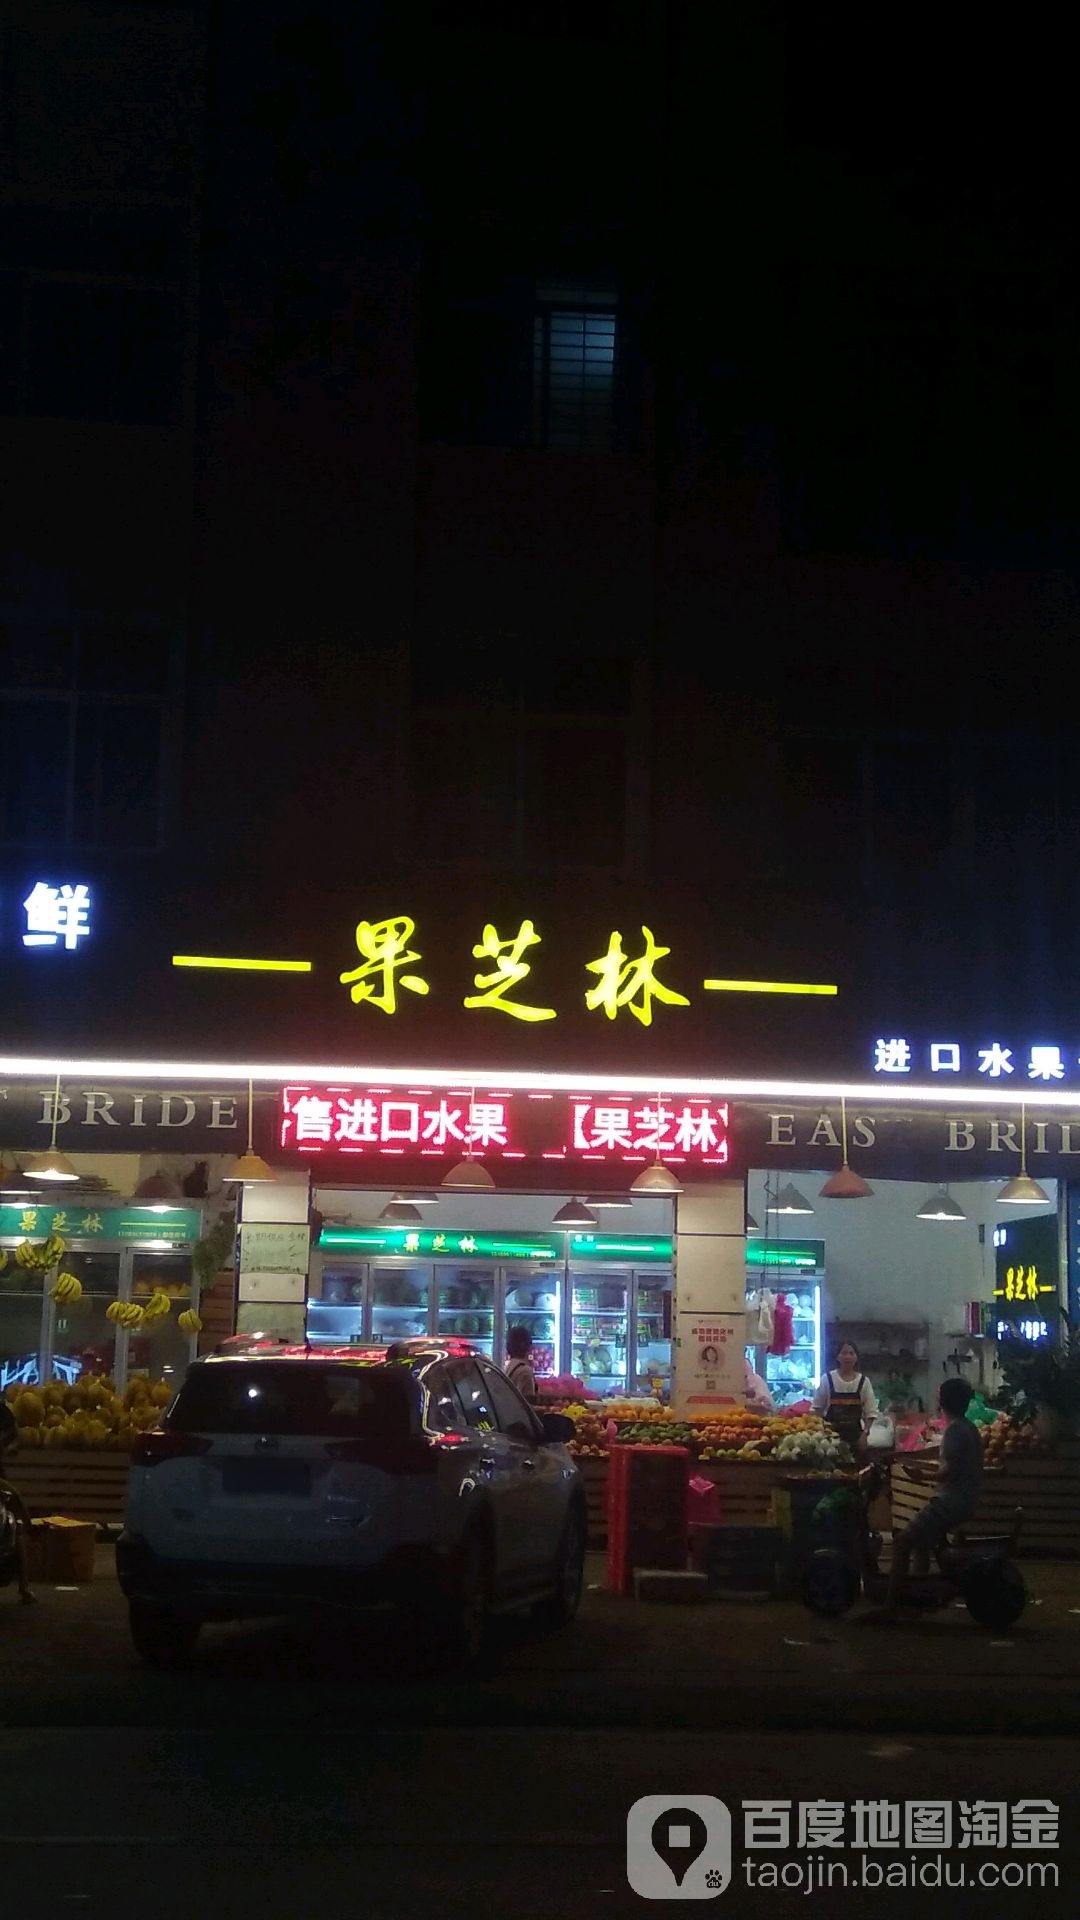 鲜
果芝林
进口水果
BRIDE
售进口水果 【果芝林】
EAST BRID
果芝林
果芝林
果芝林
百度地图淘金
taojin.baidu.com